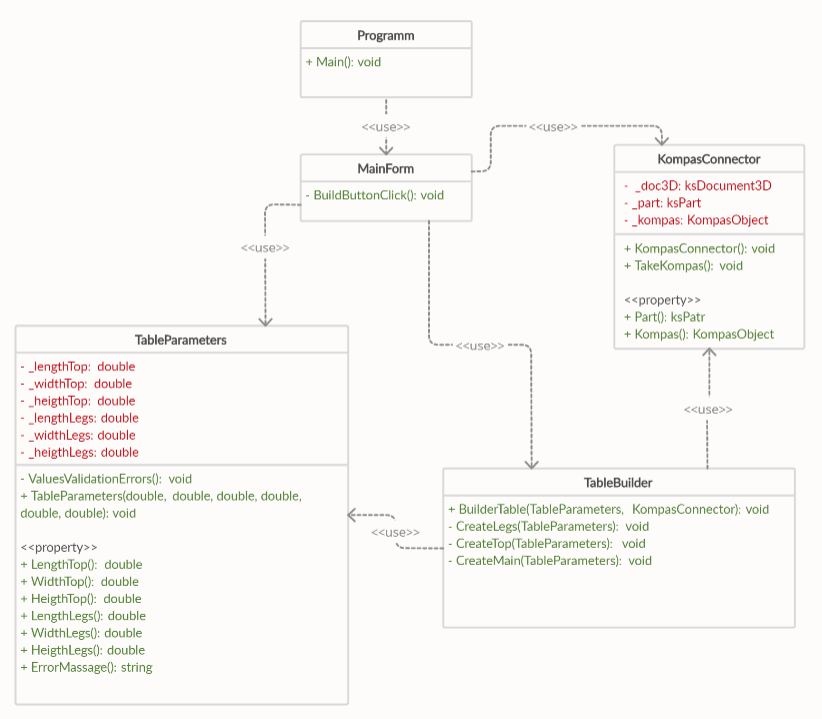 Programm
+ Main(): void
<<use>>
<<use>>
MainForm
- BuildButtonClick(): void
KompasConnector
- _doc3D: ksDocument3D
- _part: ksPart
- _kompas: KompasObject
+ KompasConnector(): void
+ TakeKompas(): void
<<property>>
+ Part(): ksPatr
+ Kompas(): KompasObject
<<use>>
<<use>>
<<use>>
TableParameters
- _lengthTop: double
- _widthTop: double
- _heigthTop: double
- _lengthLegs: double
- _widthLegs: double
- _heigthLegs: double
- ValuesValidationErrors(): void
+ TableParameters(double, double, double, double,
double, double): void
<<property>>
+ LengthTop(): double
+ WidthTop(): double
+ HeigthTop(): double
+ LengthLegs(): double
+ WidthLegs(): double
+ HeigthLegs(): double
+ ErrorMassage(): string
<<use>>
TableBuilder
+ BuilderTable(TableParameters, KompasConnector): void
- CreateLegs(TableParameters): void
- CreateTop(TableParameters): void
- CreateMain(TableParameters): void